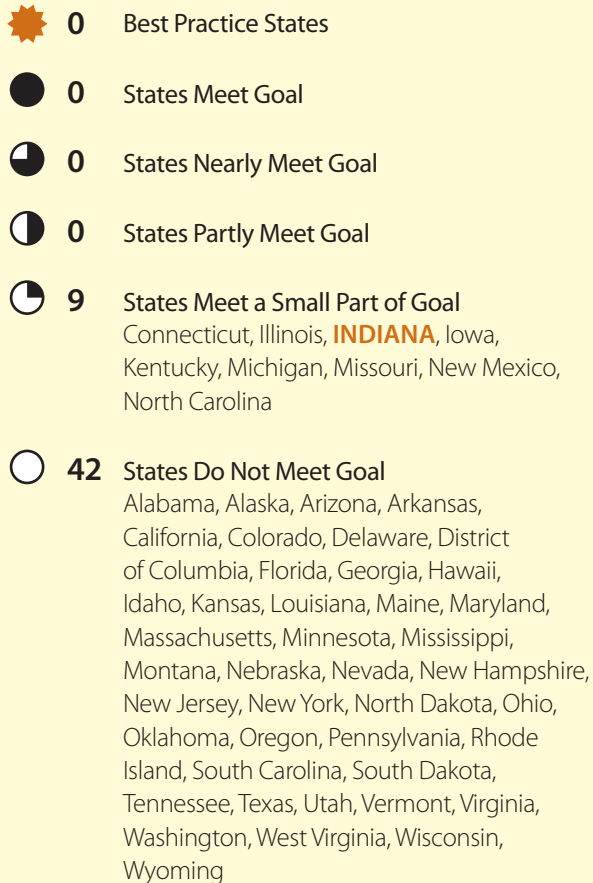 0 Best Practice States
0 States Meet Goal
0 States Nearly Meet Goal
0 States Partly Meet Goal
9 States Meet a Small Part of Goal
Connecticut, Illinois, INDIANA, Iowa,
Kentucky, Michigan, Missouri, New Mexico,
North Carolina
42 States Do Not Meet Goal
Alabama, Alaska, Arizona, Arkansas,
California, Colorado, Delaware, District
of Columbia, Florida, Georgia, Hawaii,
Idaho, Kansas, Louisiana, Maine, Maryland,
Massachusetts, Minnesota, Mississippi,
Montana, Nebraska, Nevada, New Hampshire,
New Jersey, New York, North Dakota, Ohio,
Oklahoma, Oregon, Pennsylvania, Rhode
Island, South Carolina, South Dakota,
Tennessee, Texas, Utah, Vermont, Virginia,
Washington, West Virginia, Wisconsin,
Wyoming